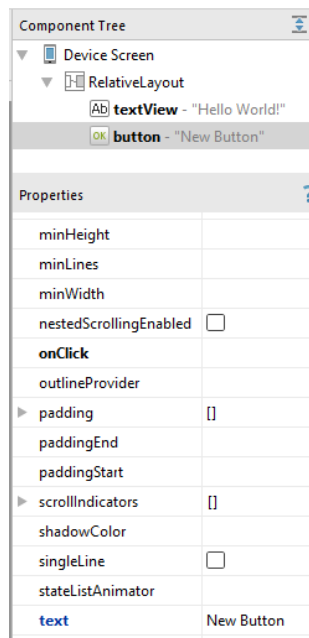 Component Tree
Device Screen
RelativeLayout
Ab textView - "Hello World!"
OK button - "New Button"
Properties
?
minHeight
minLines
minWidth
nestedScrollingEnabled
onClick
outlineProvider
padding []
paddingEnd
paddingStart
scrollIndicators []
shadowColor
singleLine
stateListAnimator
text New Button